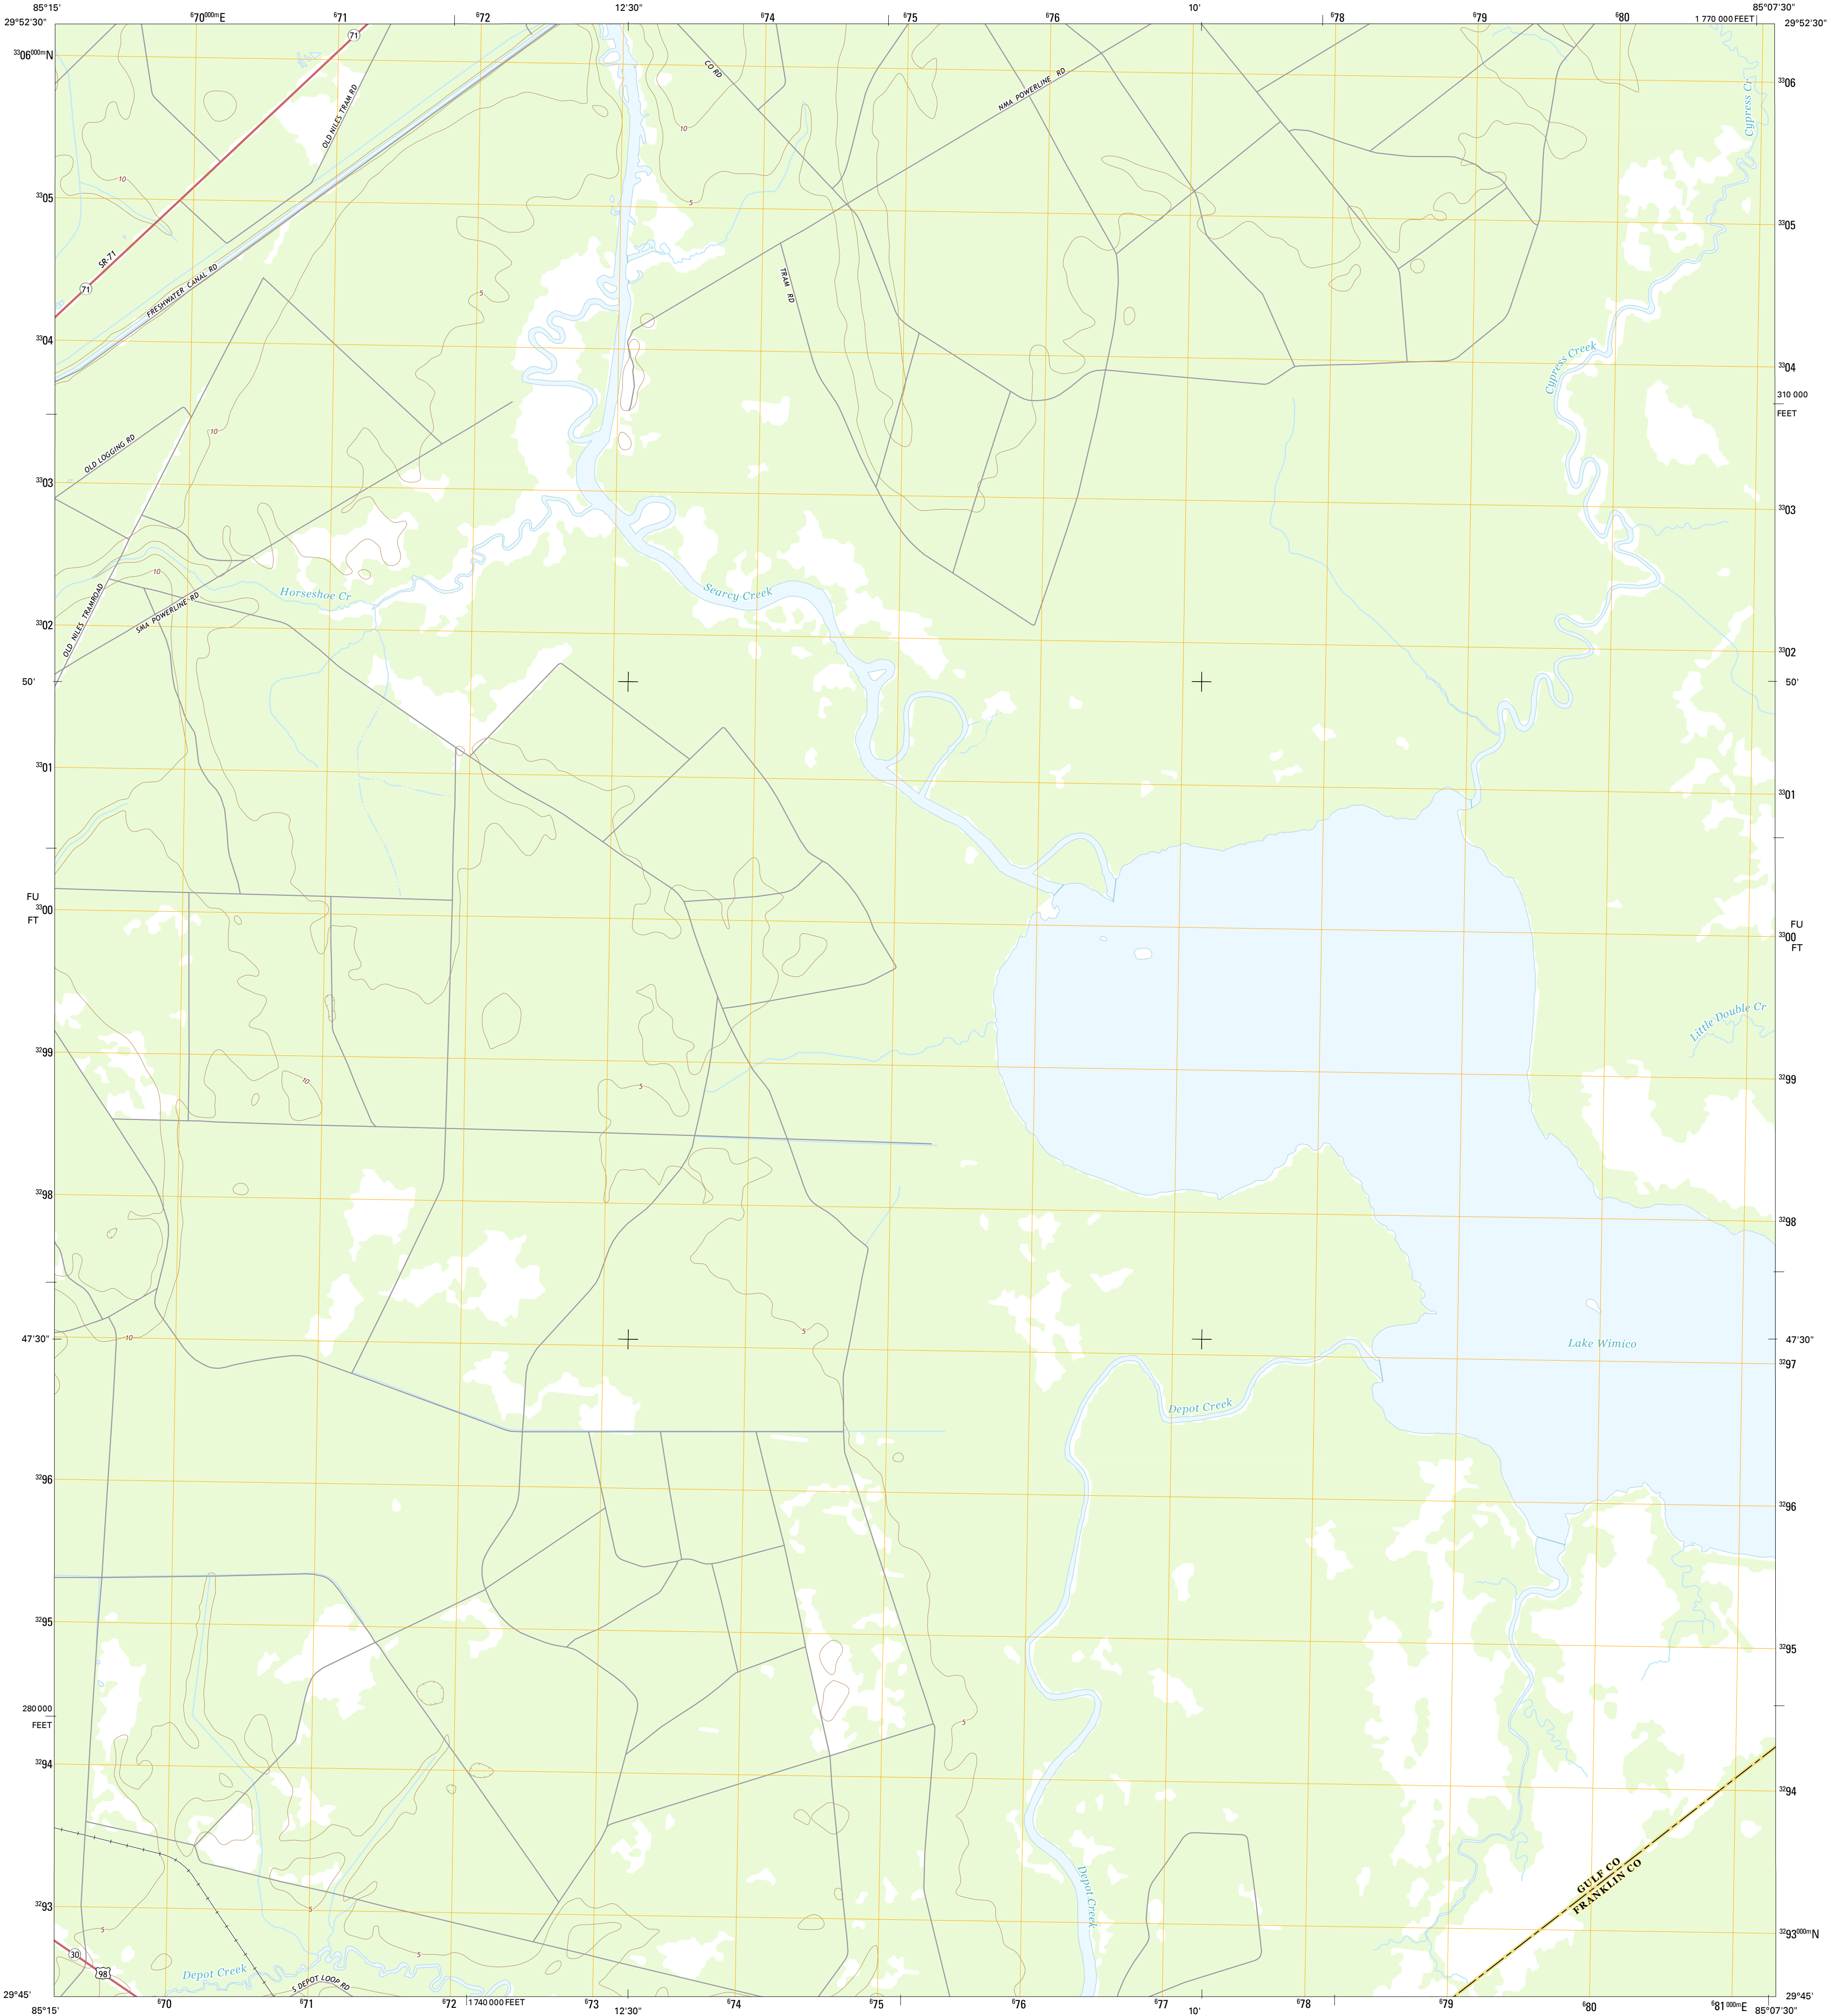 85°15'
⁶70⁰⁰⁰ᵐE
⁶71
⁶72
12'30"
⁶74
⁶75
⁶76
10'
⁶78
⁶79
⁶80
1 770 000 FEET
85°07'30"
29°52'30"
29°52'30"
71
³³06⁰⁰⁰ᵐN
CO RD
NMA POWERLINE RD
³³06
OLD NILES TRAM RD
Cypress Cr
10
10
³³05
5
³³05
SR-71
FRESHWATER CANAL RD
71
5
TRAM RD
³³04
Cypress Creek
³³04
310 000
FEET
10
OLD LOGGING RD
³³03
³³03
10
Horseshoe Cr
Searcy Creek
SMA POWERLINE RD
OLD NILES TRAMROAD
³³02
³³02
50'
50'
³³01
³³01
FU
³³00
FT
FU
³³00
FT
Little Double Cr
³²99
³²99
10
5
³²98
³²98
5
10
47'30"
47'30"
Lake Wimico
³²97
Depot Creek
³²96
³²96
³²95
³²95
280 000
FEET
5
³²94
³²94
GULF CO
FRANKLIN CO
Depot Creek
³²93
5
5
³²93⁰⁰⁰ᵐN
5
30
98
Depot Creek
S DEPOT LOOP RD
29°45'
29°45'
85°15'
⁶70
⁶71
⁶72
1 740 000 FEET
⁶73
12'30"
⁶74
⁶75
⁶76
⁶77
10'
⁶78
⁶79
⁶80
⁶81⁰⁰⁰ᵐE
85°07'30"